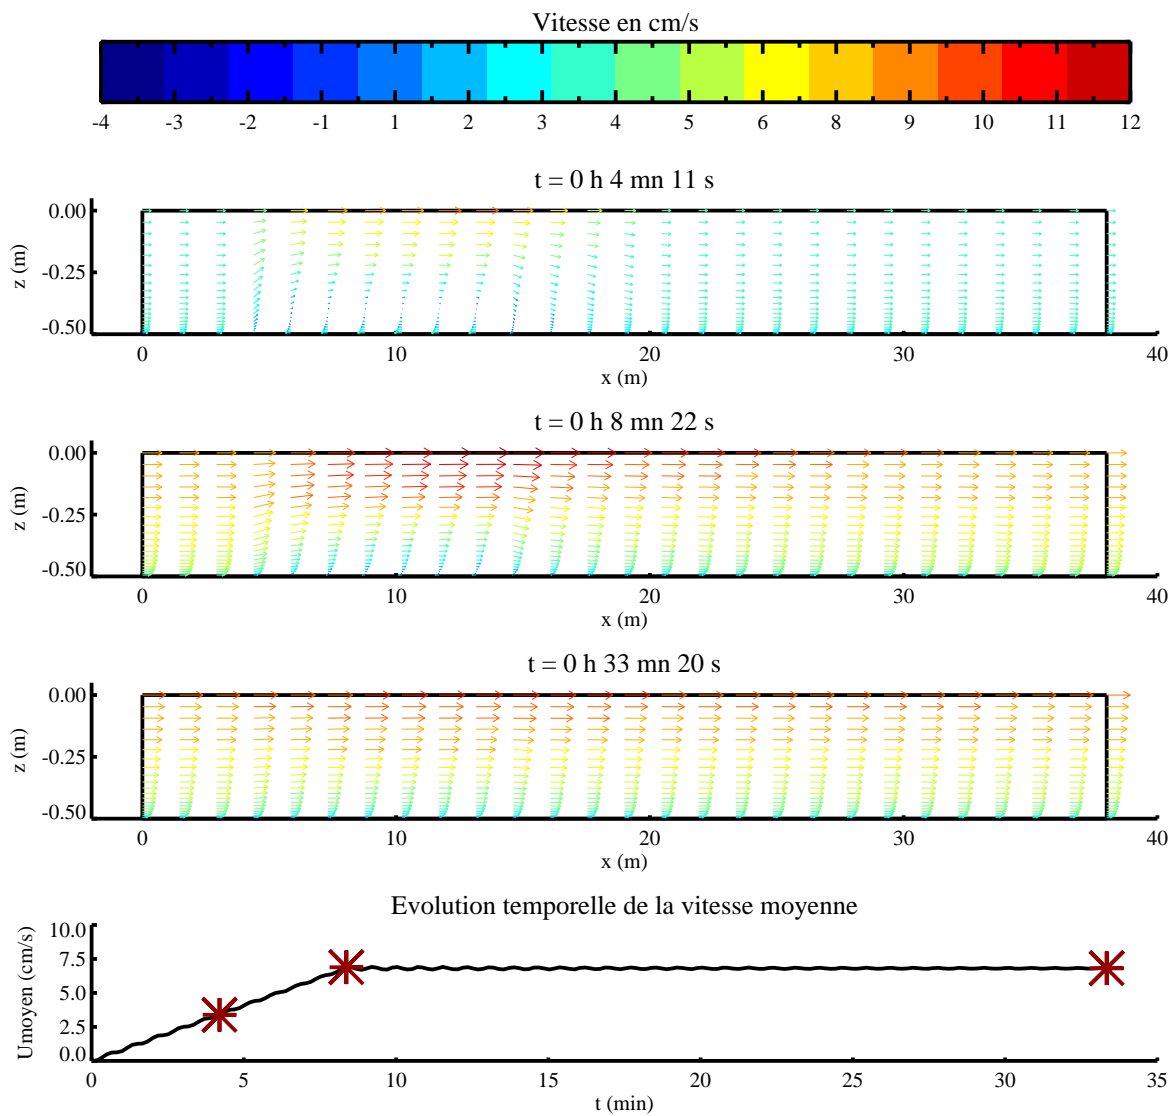 Vitesse en cm/s
-4 -3 -2 -1 1 2 3 4 5 6 8 9 10 11 12
t = 0 h 4 mn 11 s
z (m)
0.00
-0.25
-0.50
0 10 20 30 40
x (m)
t = 0 h 8 mn 22 s
z (m)
0.00
-0.25
-0.50
0 10 20 30 40
x (m)
t = 0 h 33 mn 20 s
z (m)
0.00
-0.25
-0.50
0 10 20 30 40
x (m)
Evolution temporelle de la vitesse moyenne
Umoyen (cm/s)
10.0
7.5
5.0
2.5
0.0
0 5 10 15 20 25 30 35
t (min)